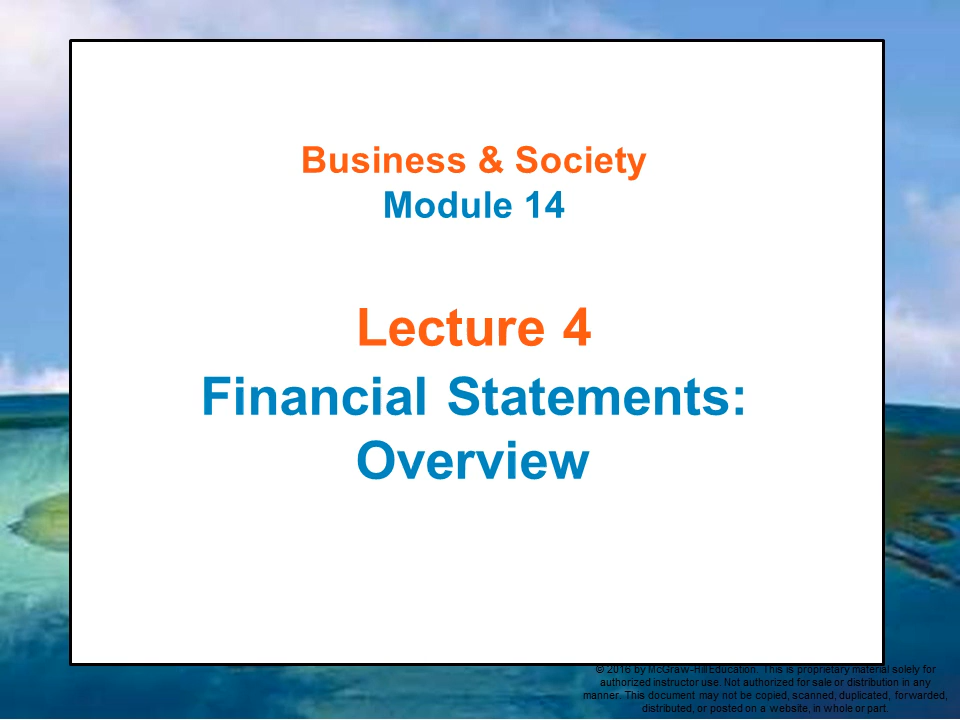 Business & Society
Module 14
Lecture 4
Financial Statements:
Overview
© 2016 by McGraw-Hill Education. This is proprietary material solely for
authorized instructor use. Not authorized for sale or distribution in any
manner. This document may not be copied, scanned, duplicated, forwarded,
distributed, or posted on a website, in whole or part.